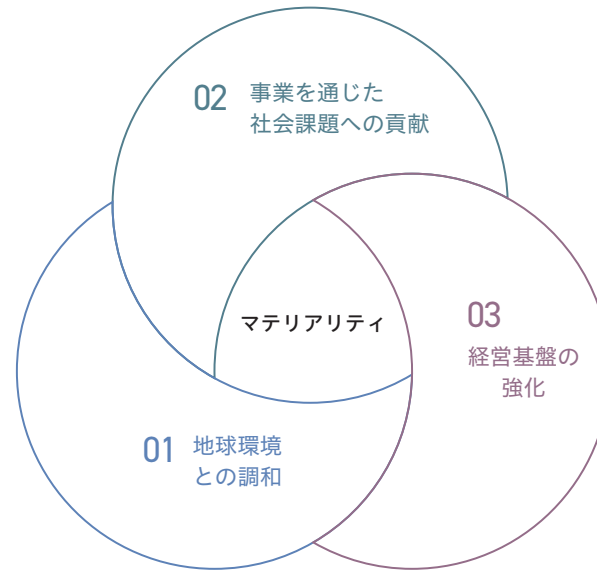 02 事業を通じた
社会課題への貢献
マテリアリティ
03
経営基盤の
強化
01 地球環境
との調和